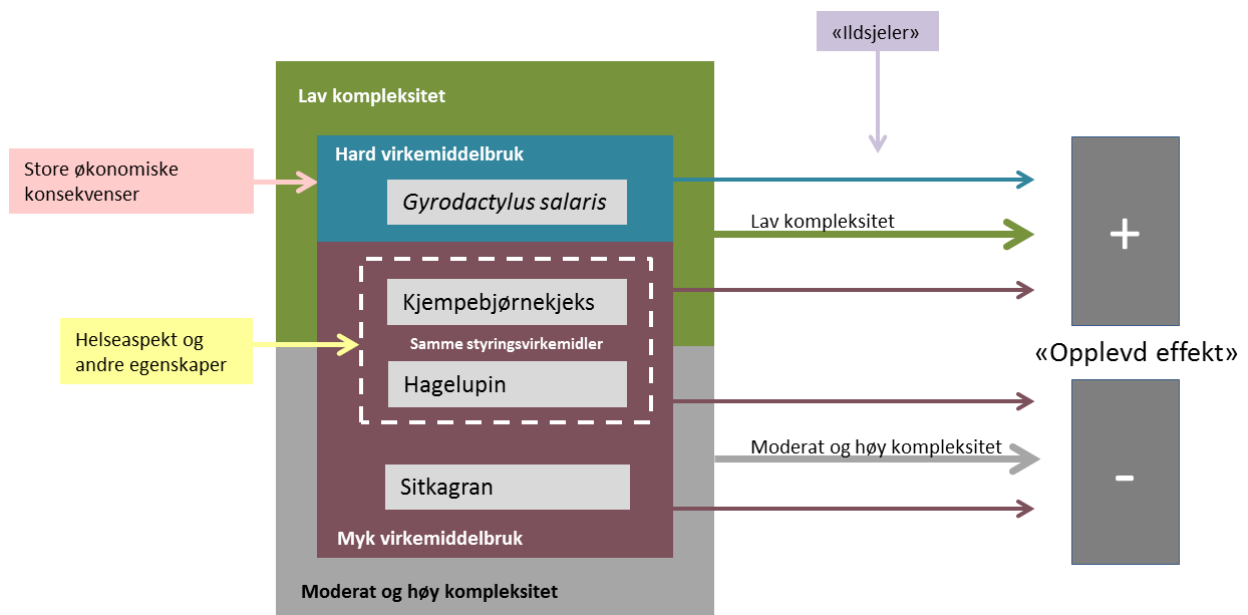 «Ildsjeler»
Lav kompleksitet
Hard virkemiddelbruk
Store økonomiske
konsekvenser
Gyrodactylus salaris
Lav kompleksitet
+
Kjempebjørnekjeks
Samme styringsvirkemidler
Helseaspekt og
andre egenskaper
Hagelupin
«Opplevd effekt»
Moderat og høy kompleksitet
-
Sitkagran
Myk virkemiddelbruk
Moderat og høy kompleksitet